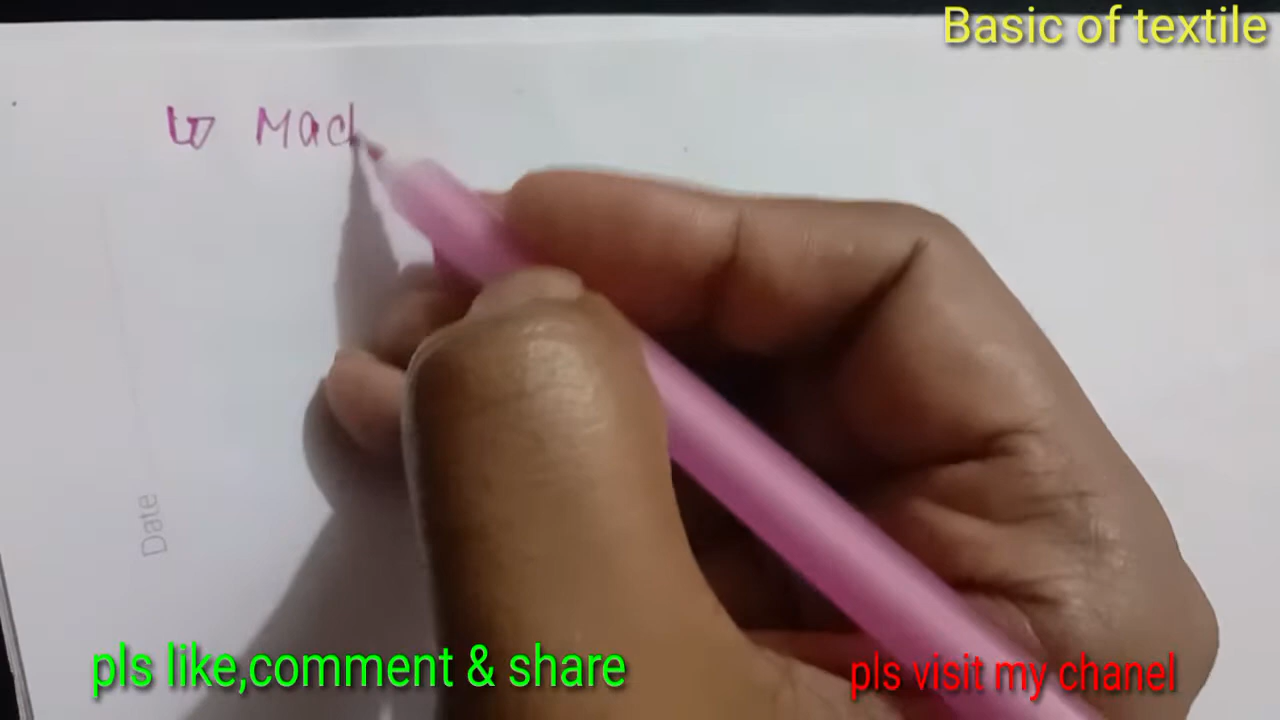 Basic of textile
Mac
Date
pls like,comment & share
pls visit my chanel